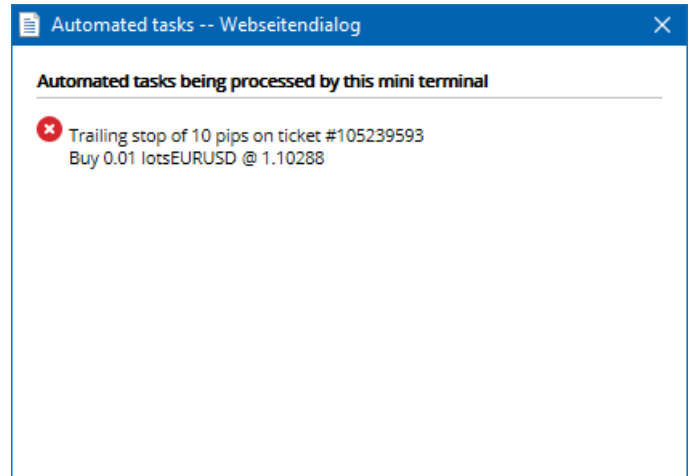 Automated tasks -- Webseitendialog
Automated tasks being processed by this mini terminal
Trailing stop of 10 pips on ticket #105239593
Buy 0.01 lotsEURUSD @ 1.10288